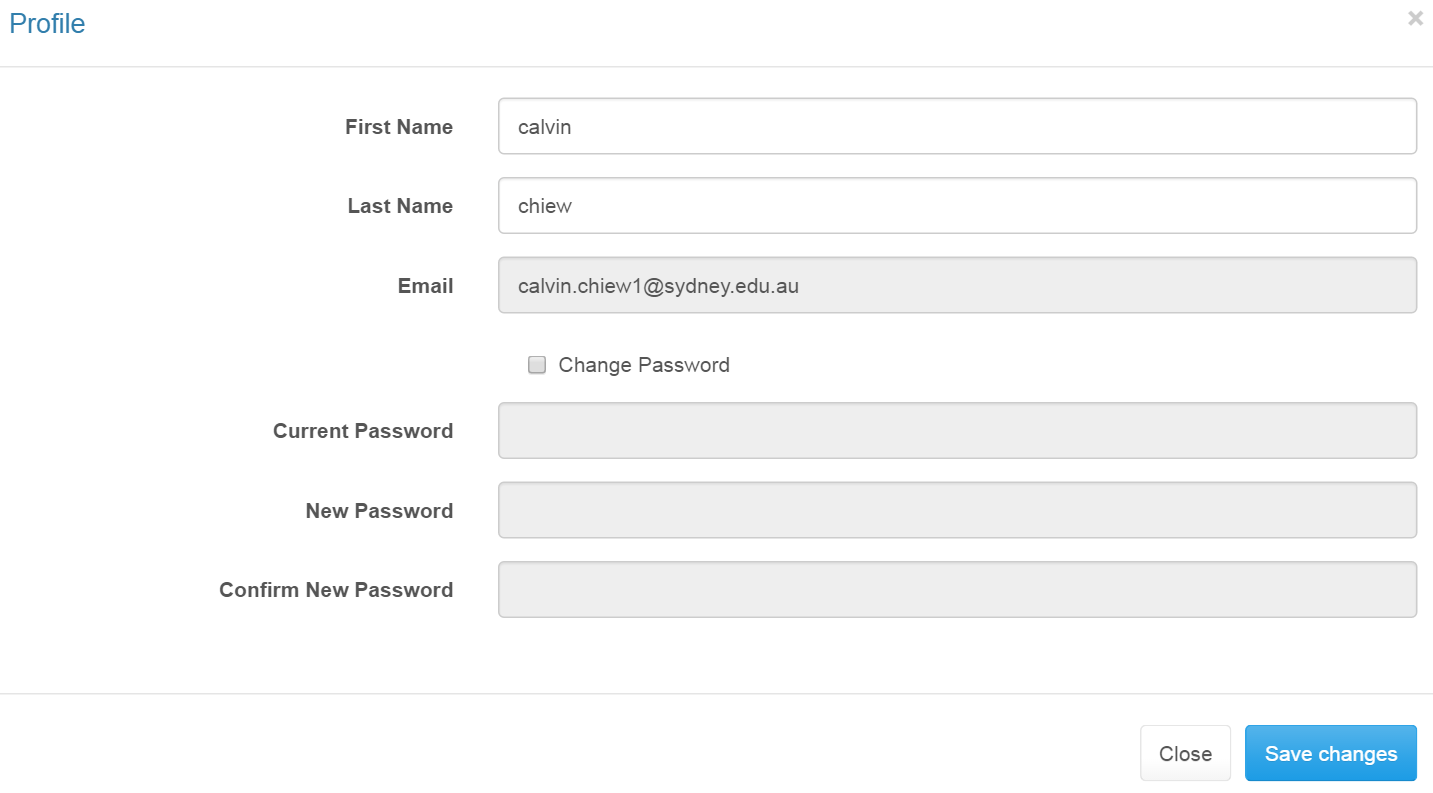 Profile ×
First Name calvin
Last Name chiew
Email calvin.chiew1@sydney.edu.au
Change Password
Current Password
New Password
Confirm New Password
Close Save changes